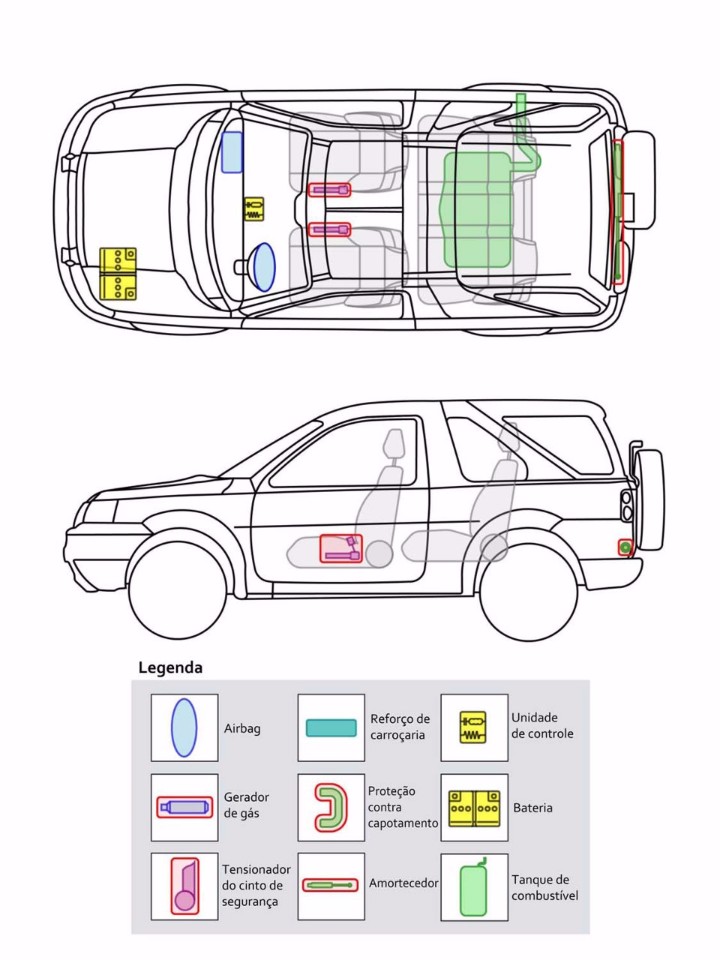 Legenda
Airbag
Reforço de
carroçaria
Unidade
de controle
Gerador
de gás
Proteção
contra
capotamento
Bateria
Tensionador
do cinto de
segurança
Amortecedor
Tanque de
combustível